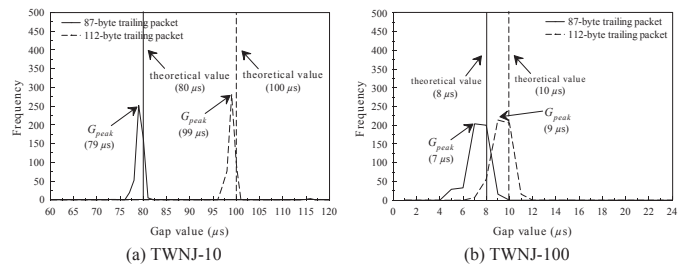 500
450
400
350
300
250
200
150
100
50
0
Frequency
87-byte trailing packet
112-byte trailing packet
theoretical value
(80 µs)
theoretical value
(100 µs)
Gpeak
(79 µs)
Gpeak
(99 µs)
60 65 70 75 80 85 90 95 100 105 110 115 120
Gap value (µs)
(a) TWNJ-10
500
450
400
350
300
250
200
150
100
50
0
Frequency
87-byte trailing packet
112-byte trailing packet
theoretical value
(8 µs)
theoretical value
(10 µs)
Gpeak
(7 µs)
Gpeak
(9 µs)
0 2 4 6 8 10 12 14 16 18 20 22 24
Gap value (µs)
(b) TWNJ-100